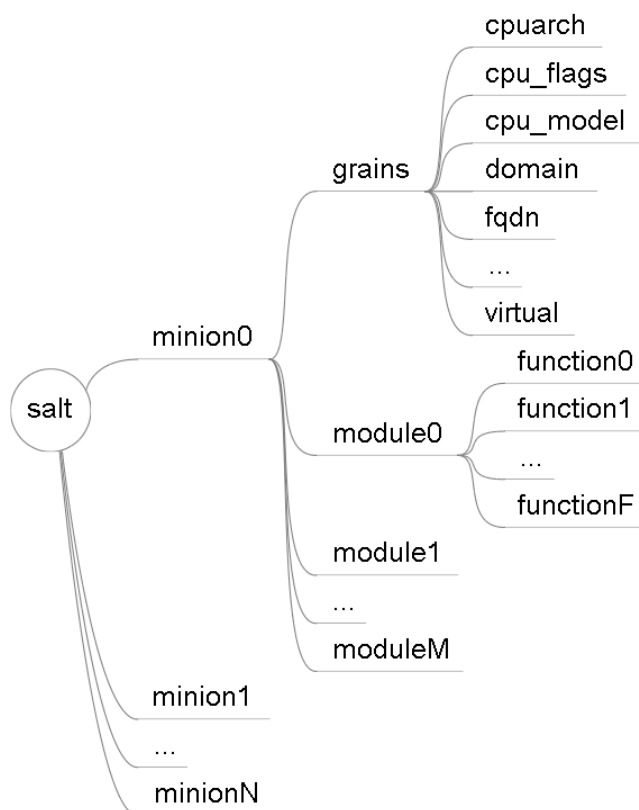 cpuarch
cpu_flags
cpu_model
grains
domain
fqdn
...
virtual
minion0
function0
salt
function1
module0
...
functionF
module1
...
moduleM
minion1
...
minionN